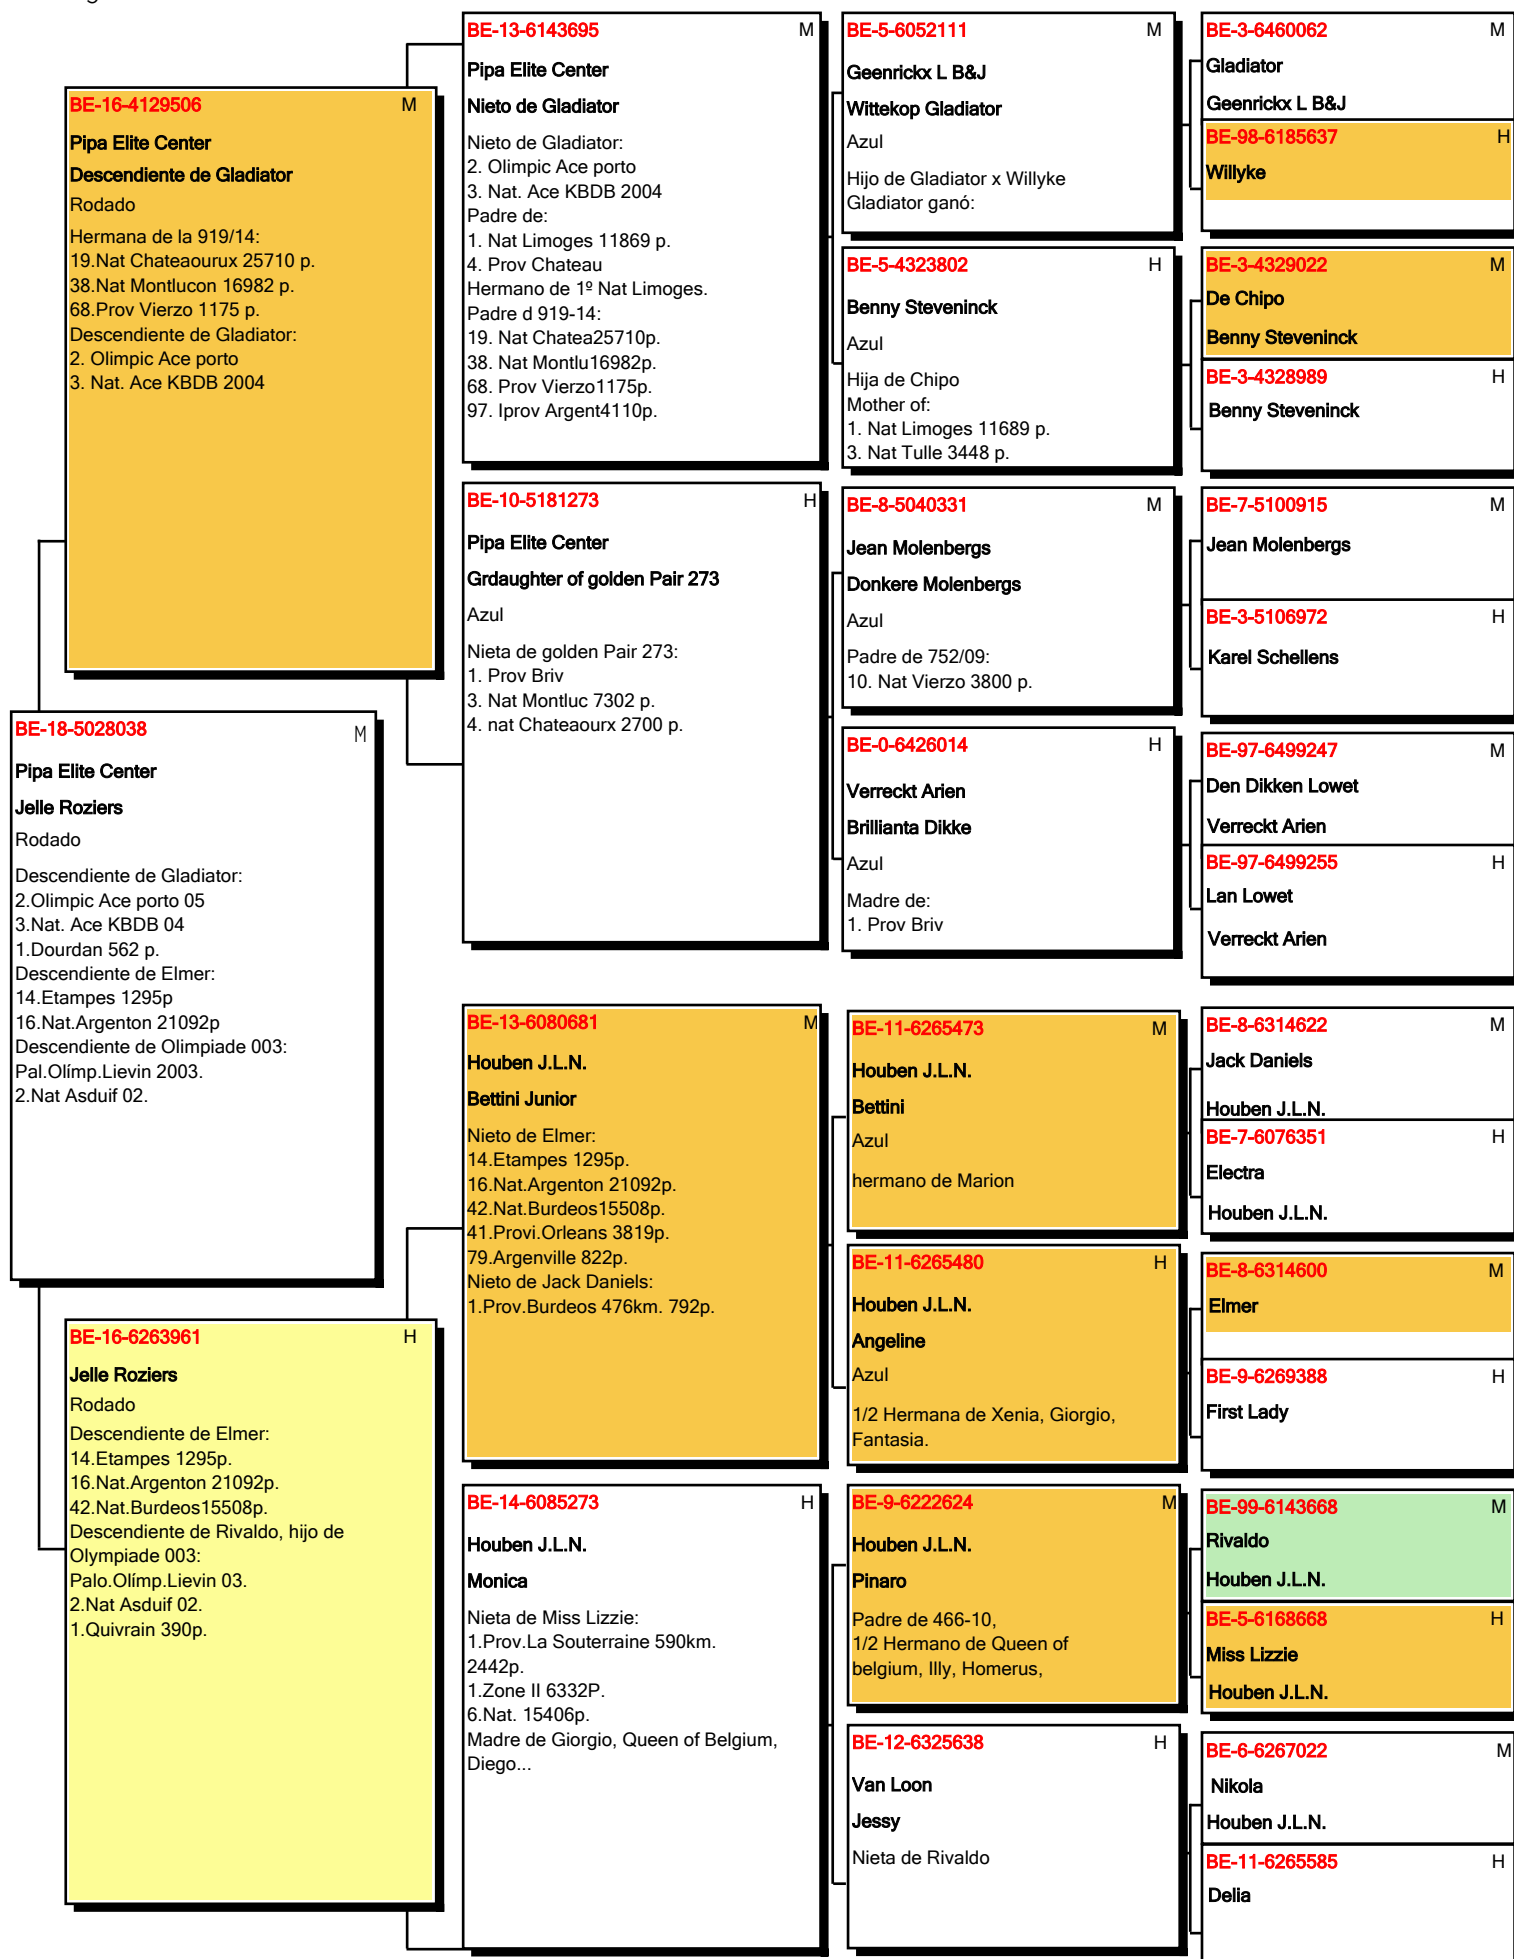 BE-18-5028038 M
Pipa Elite Center
Jelle Roziers
Rodado
Descendiente de Gladiator:
2.Olimpic Ace porto 05
3.Nat. Ace KBDB 04
1.Dourdan 562 p.
Descendiente de Elmer:
14.Etampes 1295p
16.Nat.Argenton 21092p
Descendiente de Olimpiade 003:
Pal.Olímp.Lievin 2003.
2.Nat Asduif 02.
BE-16-4129506 M
Pipa Elite Center
Descendiente de Gladiator
Rodado
Hermana de la 919/14:
19.Nat Chateaourux 25710 p.
38.Nat Montlucon 16982 p.
68.Prov Vierzo 1175 p.
Descendiente de Gladiator:
2. Olimpic Ace porto
3. Nat. Ace KBDB 2004
BE-16-6263961 H
Jelle Roziers
Rodado
Descendiente de Elmer:
14.Etampes 1295p.
16.Nat.Argenton 21092p.
42.Nat.Burdeos15508p.
Descendiente de Rivaldo, hijo de
Olympiade 003:
Palo.Olímp.Lievin 03.
2.Nat Asduif 02.
1.Quivrain 390p.
BE-13-6143695 M
Pipa Elite Center
Nieto de Gladiator
Nieto de Gladiator:
2. Olimpic Ace porto
3. Nat. Ace KBDB 2004
Padre de:
1. Nat Limoges 11869 p.
4. Prov Chateau
Hermano de 1º Nat Limoges.
Padre d 919-14:
19. Nat Chatea25710p.
38. Nat Montlu16982p.
68. Prov Vierzo1175p.
97. Iprov Argent4110p.
BE-10-5181273 H
Pipa Elite Center
Grdaughter of golden Pair 273
Azul
Nieta de golden Pair 273:
1. Prov Briv
3. Nat Montluc 7302 p.
4. nat Chateaourx 2700 p.
BE-13-6080681 M
Houben J.L.N.
Bettini Junior
Nieto de Elmer:
14.Etampes 1295p.
16.Nat.Argenton 21092p.
42.Nat.Burdeos15508p.
41.Provi.Orleans 3819p.
79.Argenville 822p.
Nieto de Jack Daniels:
1.Prov.Burdeos 476km. 792p.
BE-14-6085273 H
Houben J.L.N.
Monica
Nieta de Miss Lizzie:
1.Prov.La Souterraine 590km.
2442p.
1.Zone II 6332P.
6.Nat. 15406p.
Madre de Giorgio, Queen of Belgium,
Diego...
BE-5-6052111 M
Geenrickx L B&J
Wittekop Gladiator
Azul
Hijo de Gladiator x Willyke
Gladiator ganó:
BE-5-4323802 H
Benny Steveninck
Azul
Hija de Chipo
Mother of:
1. Nat Limoges 11689 p.
3. Nat Tulle 3448 p.
BE-8-5040331 M
Jean Molenbergs
Donkere Molenbergs
Azul
Padre de 752/09:
10. Nat Vierzo 3800 p.
BE-0-6426014 H
Verreckt Arien
Brillianta Dikke
Azul
Madre de:
1. Prov Briv
BE-11-6265473 M
Houben J.L.N.
Bettini
Azul
hermano de Marion
BE-11-6265480 H
Houben J.L.N.
Angeline
Azul
1/2 Hermana de Xenia, Giorgio,
Fantasia.
BE-9-6222624 M
Houben J.L.N.
Pinaro
Padre de 466-10,
1/2 Hermano de Queen of
belgium, Illy, Homerus,
BE-12-6325638 H
Van Loon
Jessy
Nieta de Rivaldo
BE-3-6460062 M
Gladiator
Geenrickx L B&J
BE-98-6185637 H
Willyke
BE-3-4329022 M
De Chipo
Benny Steveninck
BE-3-4328989 H
Benny Steveninck
BE-7-5100915 M
Jean Molenbergs
BE-3-5106972 H
Karel Schellens
BE-97-6499247 M
Den Dikken Lowet
Verreckt Arien
BE-97-6499255 H
Lan Lowet
Verreckt Arien
BE-8-6314622 M
Jack Daniels
Houben J.L.N.
BE-7-6076351 H
Electra
Houben J.L.N.
BE-8-6314600 M
Elmer
BE-9-6269388 H
First Lady
BE-99-6143668 M
Rivaldo
Houben J.L.N.
BE-5-6168668 H
Miss Lizzie
Houben J.L.N.
BE-6-6267022 M
Nikola
Houben J.L.N.
BE-11-6265585 H
Delia